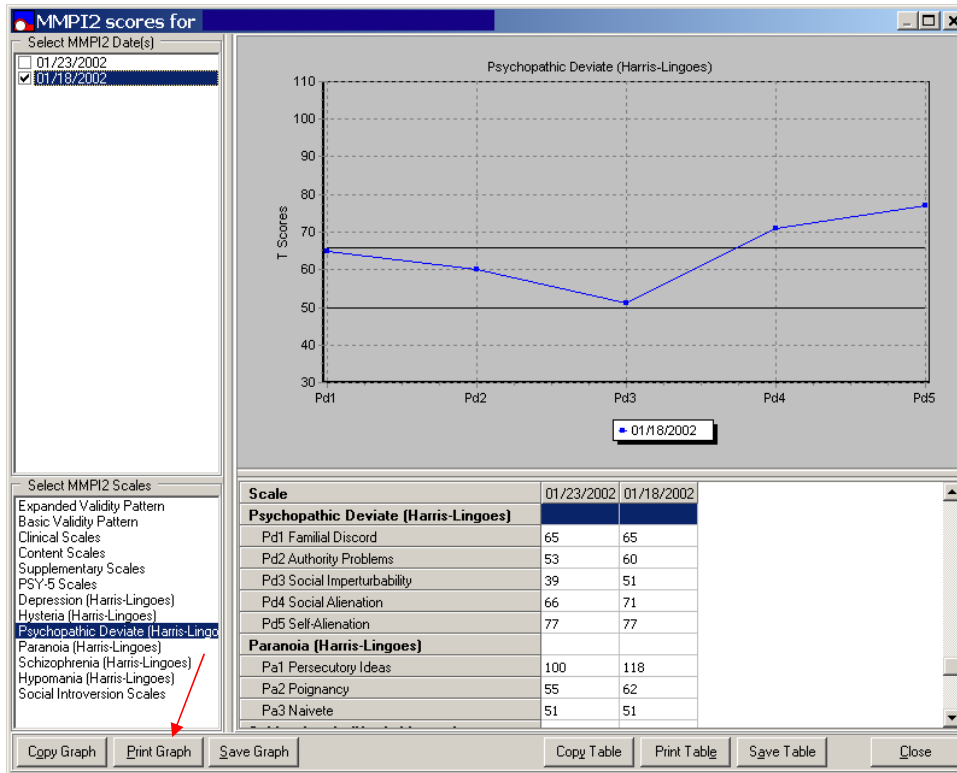 MMPI2 scores for
Select MMPI2 Date(s)
01/23/2002
01/18/2002
Psychopathic Deviate (Harris-Lingoes)
110
100
90
80
70
60
50
40
30
T Scores
Pd1 Pd2 Pd3 Pd4 Pd5
01/18/2002
Select MMPI2 Scales
Expanded Validity Pattern
Basic Validity Pattern
Clinical Scales
Content Scales
Supplementary Scales
PSY-5 Scales
Depression (Harris-Lingoes)
Hysteria (Harris-Lingoes)
Psychopathic Deviate (Harris-Lingo
Paranoia (Harris-Lingoes)
Schizophrenia (Harris-Lingoes)
Hypomania (Harris-Lingoes)
Social Introversion Scales
Scale 01/23/2002 01/18/2002
Psychopathic Deviate (Harris-Lingoes)
Pd1 Familial Discord 65 65
Pd2 Authority Problems 53 60
Pd3 Social Imperturbability 39 51
Pd4 Social Alienation 66 71
Pd5 Self-Alienation 77 77
Paranoia (Harris-Lingoes)
Pa1 Persecutory Ideas 100 118
Pa2 Poignancy 55 62
Pa3 Naivete 51 51
Copy Graph Print Graph Save Graph Copy Table Print Table Save Table Close